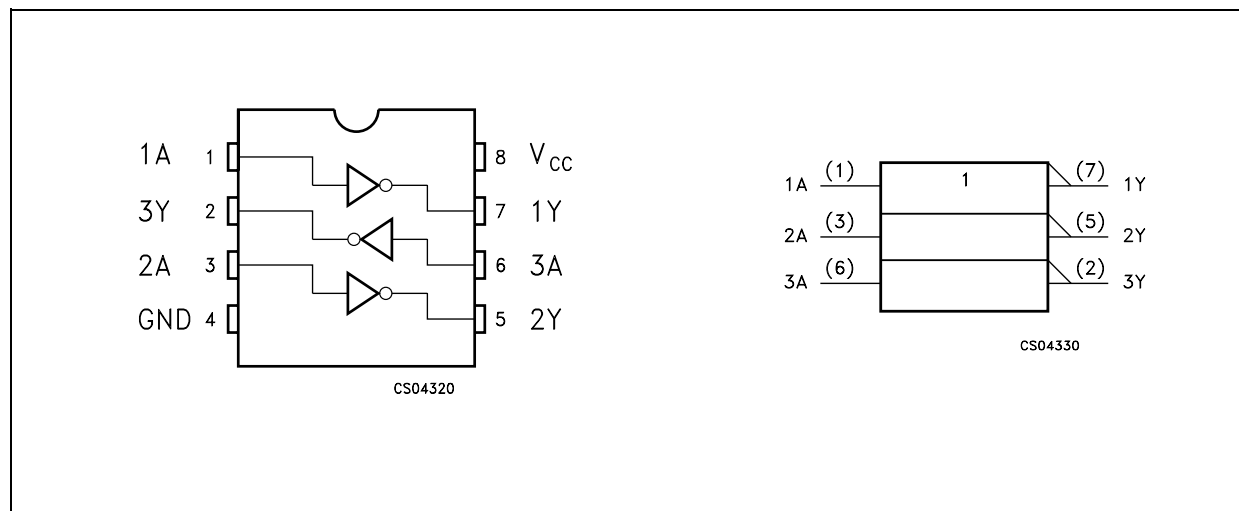 1A 1 8 VCC
3Y 2 7 1Y
2A 3 6 3A
GND 4 5 2Y
CS04320
1A (1) 1 (7) 1Y
2A (3) (5) 2Y
3A (6) (2) 3Y
CS04330